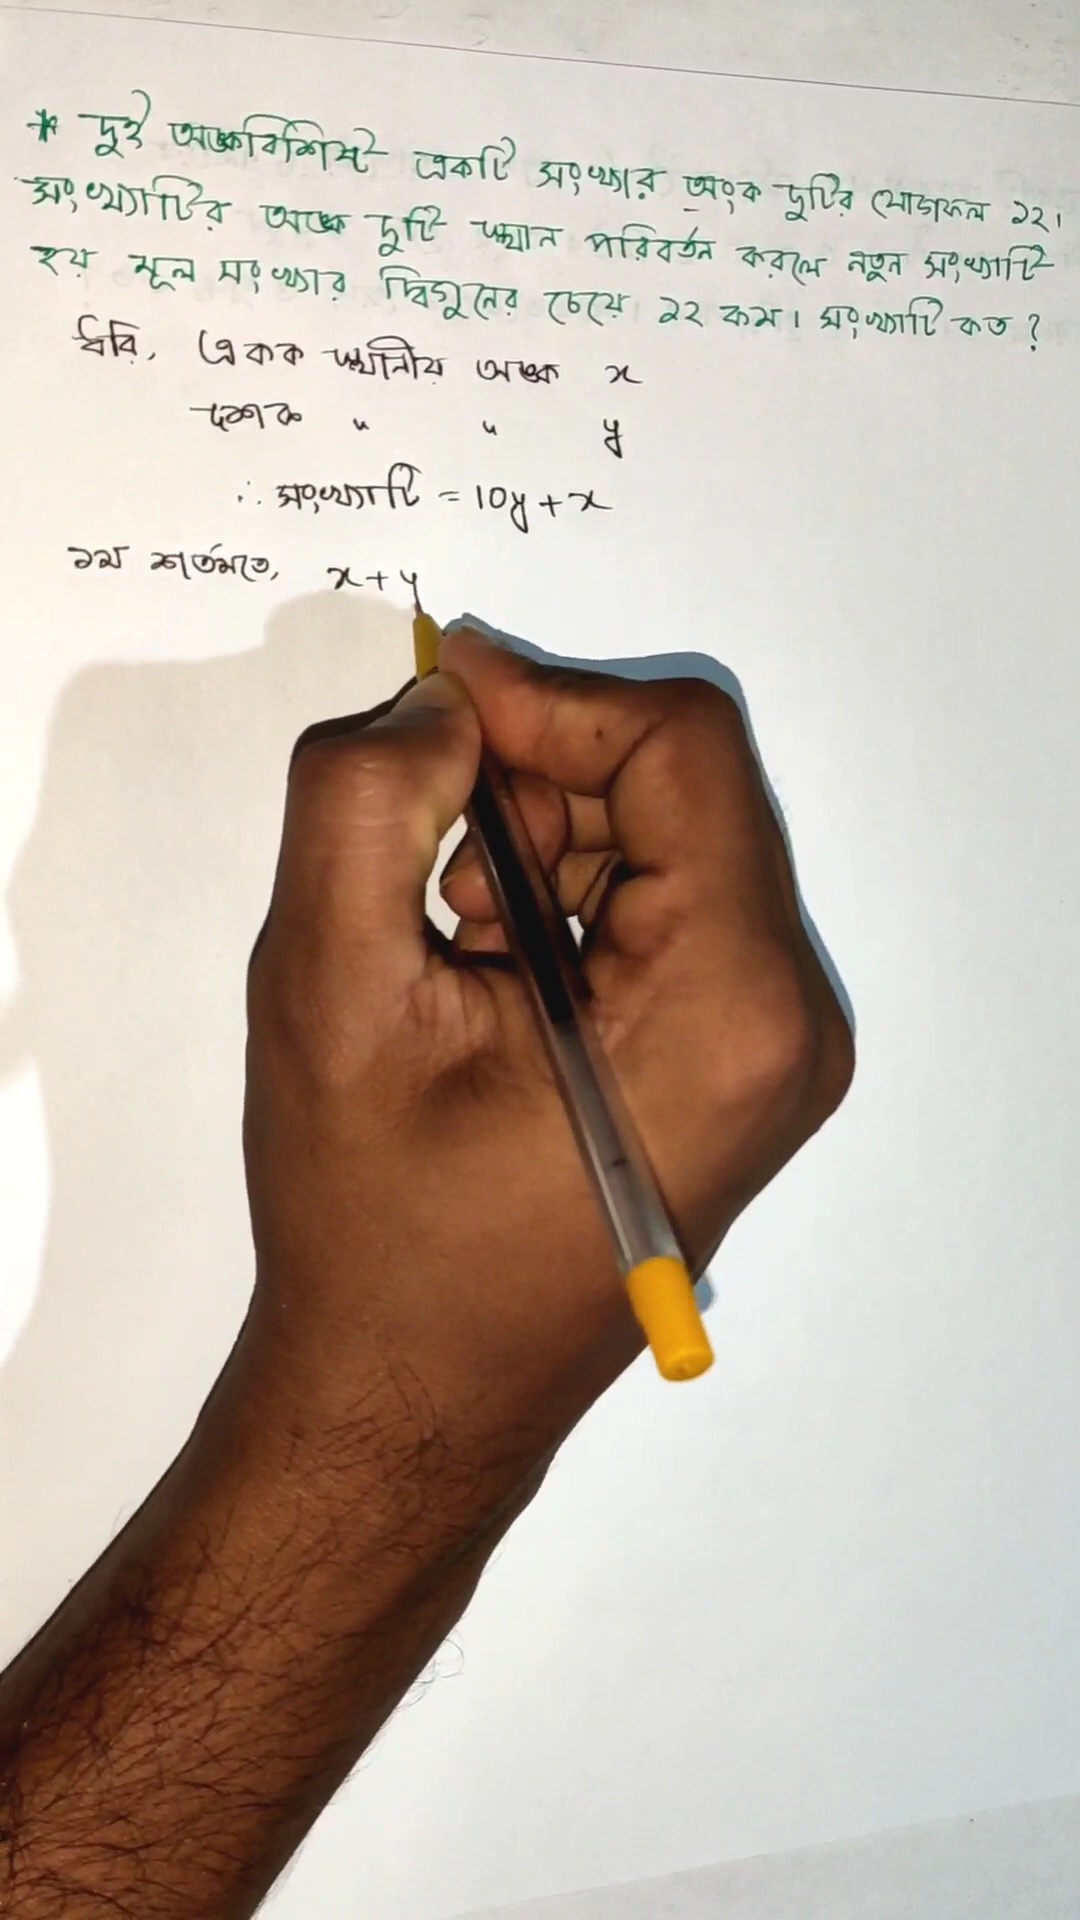 * দুই অঙ্কবিশিষ্ট একটি সংখ্যার অংক দুটির যোগফল ১২।
সংখ্যাটির অঙ্ক দুটি স্থান পরিবর্তন করলে নতুন সংখ্যাটি
হয় মূল সংখ্যার দ্বিগুনের চেয়ে ১২ কম। সংখ্যাটি কত?
ধরি, একক স্থানীয় অঙ্ক x
দশক " " y
∴ সংখ্যাটি = 10y + x
১ম শর্তমতে, x + y